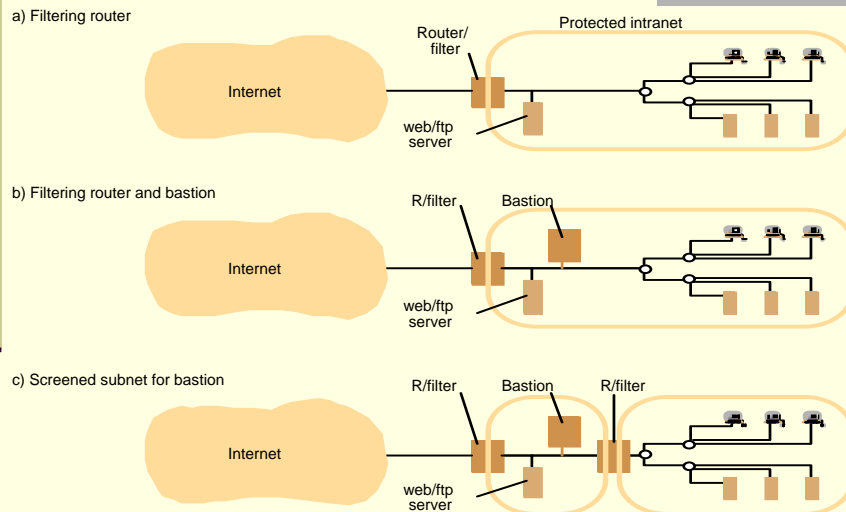 a) Filtering router
Protected intranet
Router/
filter
Internet
web/ftp
server
b) Filtering router and bastion
R/filter
Bastion
Internet
web/ftp
server
c) Screened subnet for bastion
R/filter
Bastion
R/filter
Internet
web/ftp
server